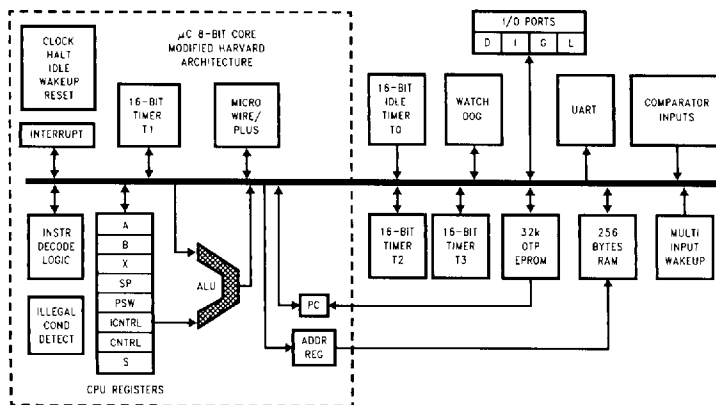 I/O PORTS
D I G L
μC 8-BIT CORE
MODIFIED HARVARD
ARCHITECTURE
CLOCK
HALT
IDLE
WAKEUP
RESET
INTERRUPT
16-BIT
TIMER
T1
MICRO
WIRE/
PLUS
16-BIT
IDLE
TIMER
T0
WATCH
DOG
UART
COMPARATOR
INPUTS
INSTR
DECODE
LOGIC
ILLEGAL
COND
DETECT
A
B
X
SP
PSW
ICNTRL
CNTRL
S
CPU REGISTERS
ALU
PC
ADDR
REG
16-BIT
TIMER
T2
16-BIT
TIMER
T3
32k
OTP
EPROM
256
BYTES
RAM
MULTI
INPUT
WAKEUP